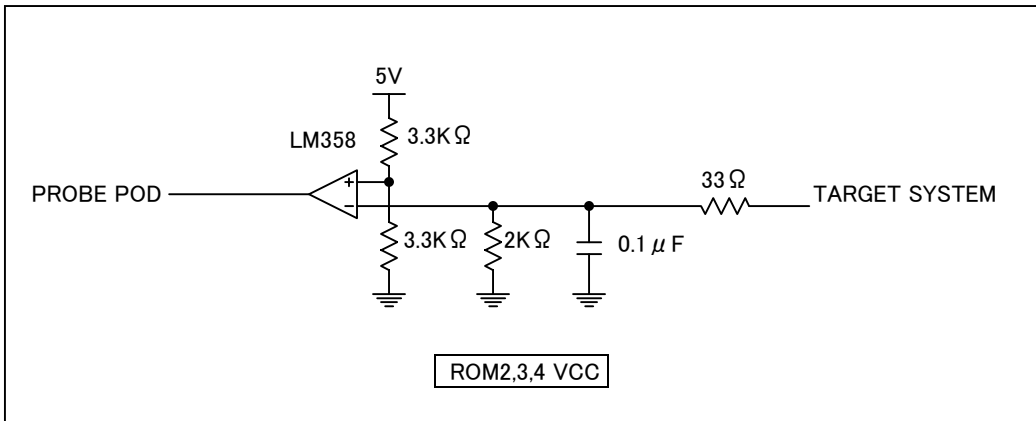 5V
LM358
3.3KΩ
+
−
PROBE POD
33Ω
TARGET SYSTEM
3.3KΩ
2KΩ
0.1μF
ROM2,3,4 VCC